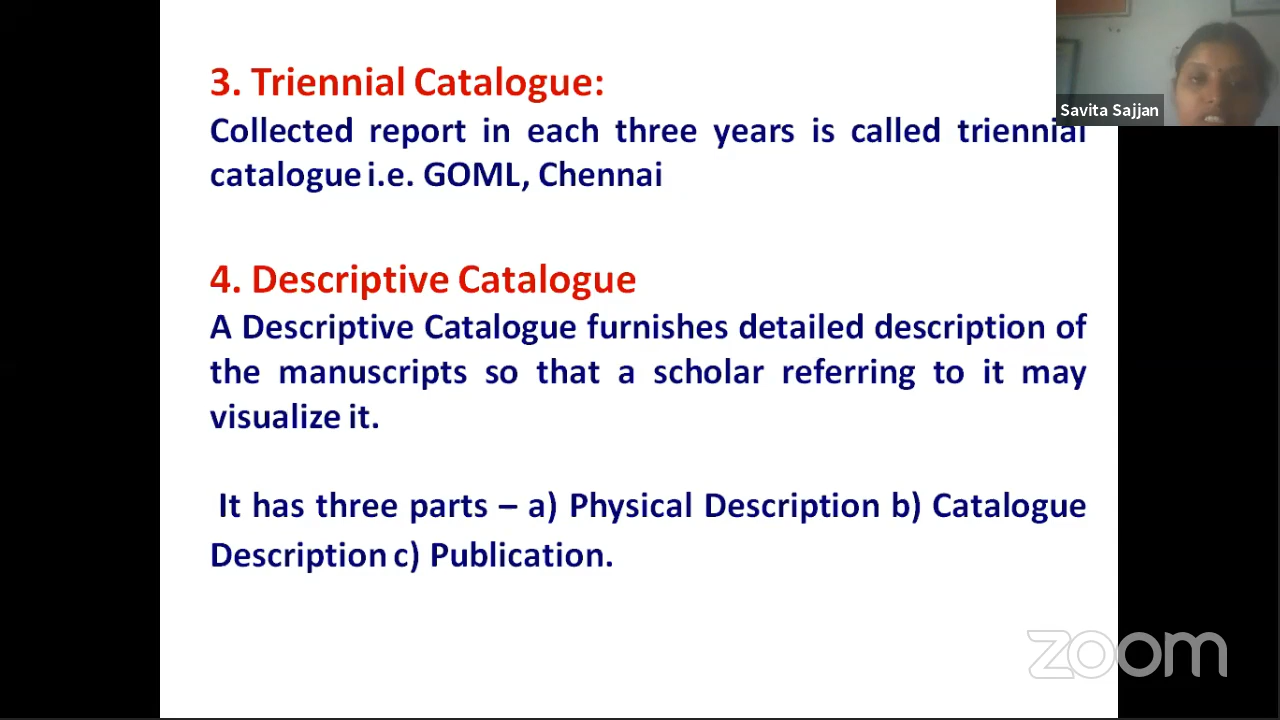 3. Triennial Catalogue:
Savita Sajjan
Collected report in each three years is called triennial
catalogue i.e. GOML, Chennai
4. Descriptive Catalogue
A Descriptive Catalogue furnishes detailed description of
the manuscripts so that a scholar referring to it may
visualize it.
It has three parts – a) Physical Description b) Catalogue
Description c) Publication.
zoom